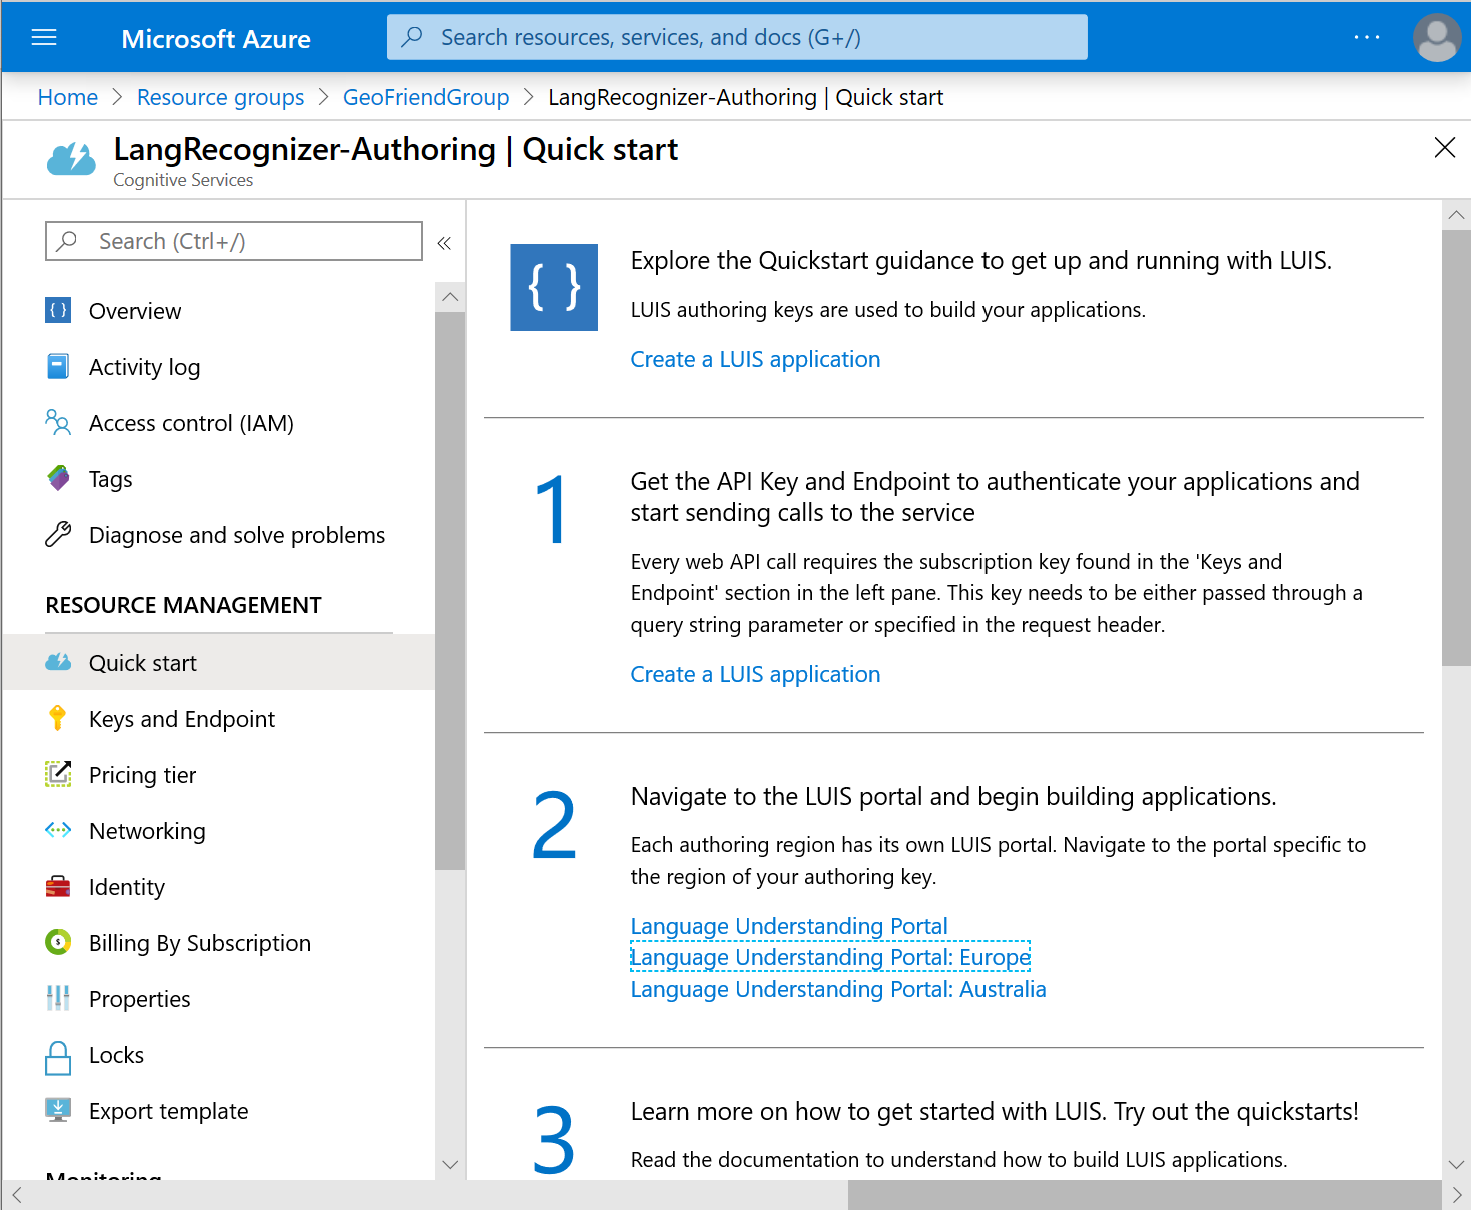 Microsoft Azure
Search resources, services, and docs (G+/)
Home > Resource groups > GeoFriendGroup > LangRecognizer-Authoring | Quick start
LangRecognizer-Authoring | Quick start
Cognitive Services
Search (Ctrl+/)
Overview
Activity log
Access control (IAM)
Tags
Diagnose and solve problems
RESOURCE MANAGEMENT
Quick start
Keys and Endpoint
Pricing tier
Networking
Identity
Billing By Subscription
Properties
Locks
Export template
Monitoring
Explore the Quickstart guidance to get up and running with LUIS.
LUIS authoring keys are used to build your applications.
Create a LUIS application
1
Get the API Key and Endpoint to authenticate your applications and
start sending calls to the service
Every web API call requires the subscription key found in the 'Keys and
Endpoint' section in the left pane. This key needs to be either passed through a
query string parameter or specified in the request header.
Create a LUIS application
2
Navigate to the LUIS portal and begin building applications.
Each authoring region has its own LUIS portal. Navigate to the portal specific to
the region of your authoring key.
Language Understanding Portal
Language Understanding Portal: Europe
Language Understanding Portal: Australia
3
Learn more on how to get started with LUIS. Try out the quickstarts!
Read the documentation to understand how to build LUIS applications.